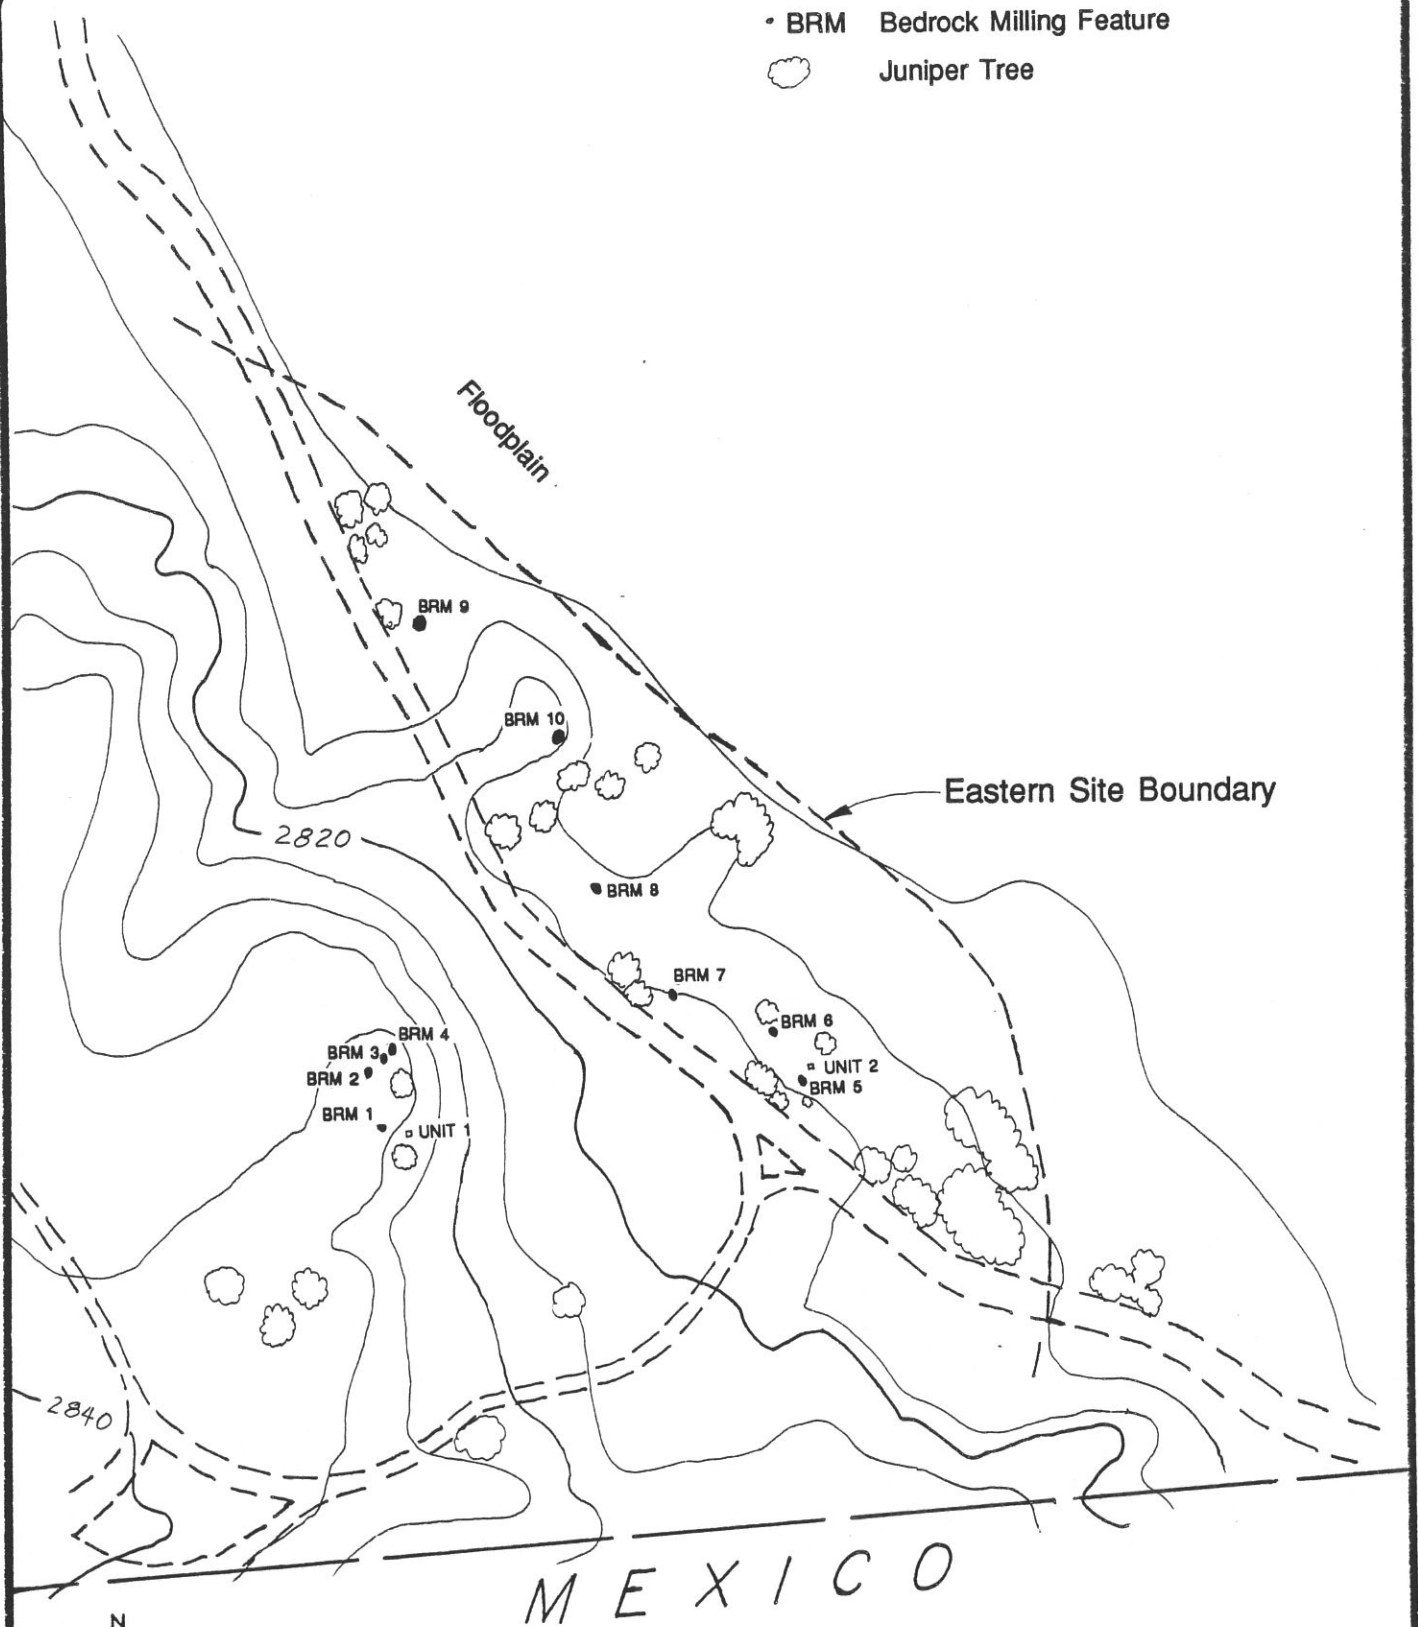 BRM Bedrock Milling Feature
Juniper Tree
Floodplain
BRM 9
BRM 10
Eastern Site Boundary
2820
BRM 8
BRM 7
BRM 6
UNIT 2
BRM 5
BRM 4
BRM 3
BRM 2
BRM 1
UNIT 1
2840
MEXICO
N